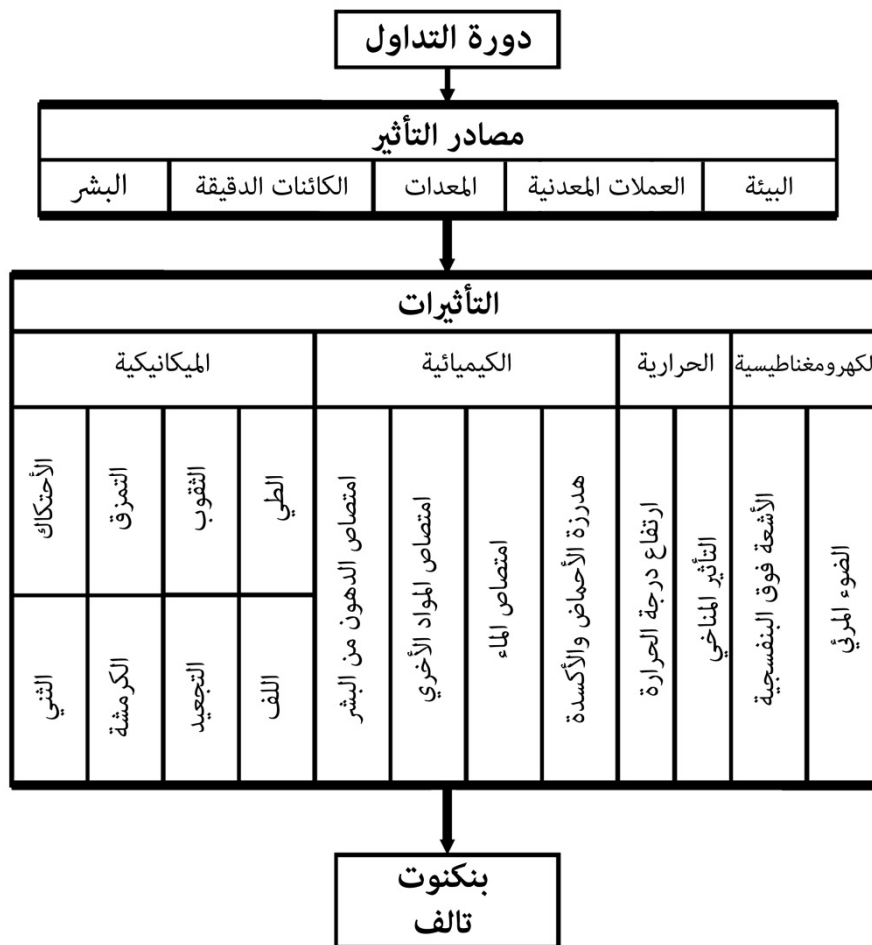 دورة التداول
مصادر التأثير
البيئة
العملات المعدنية
المعدات
الكائنات الدقيقة
البشر
التأثيرات
لكهرومغناطيسية
الحرارية
الكيميائية
الميكانيكية
الضوء المرئي
الأشعة فوق البنفسجية
التأثير المناخي
ارتفاع درجة الحرارة
هدرزة الأحماض والأكسدة
امتصاص الماء
امتصاص المواد الأخري
امتصاص الدهون من البشر
الطي
الثقوب
التمزق
الأحتكاك
اللف
التجعيد
الكرمشة
الثني
بنكنوت
تالف